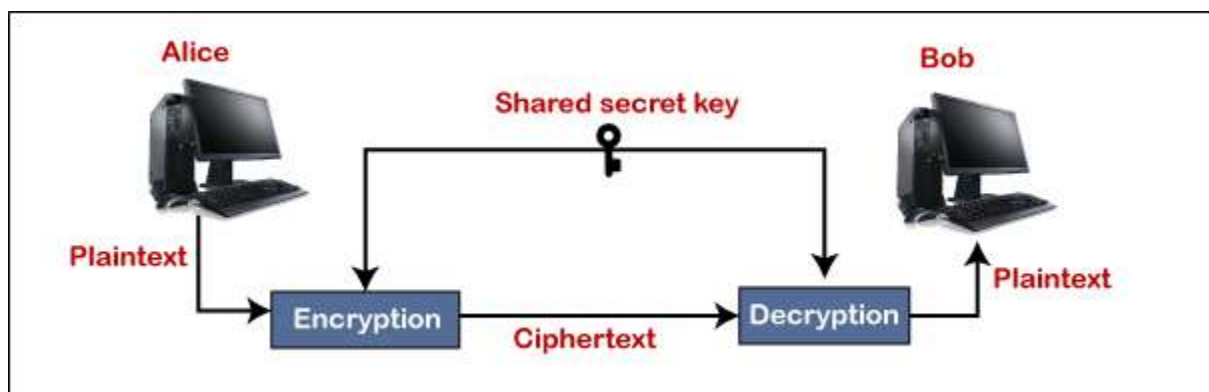 Alice
Bob
Shared secret key
Plaintext
Plaintext
Encryption
Decryption
Ciphertext